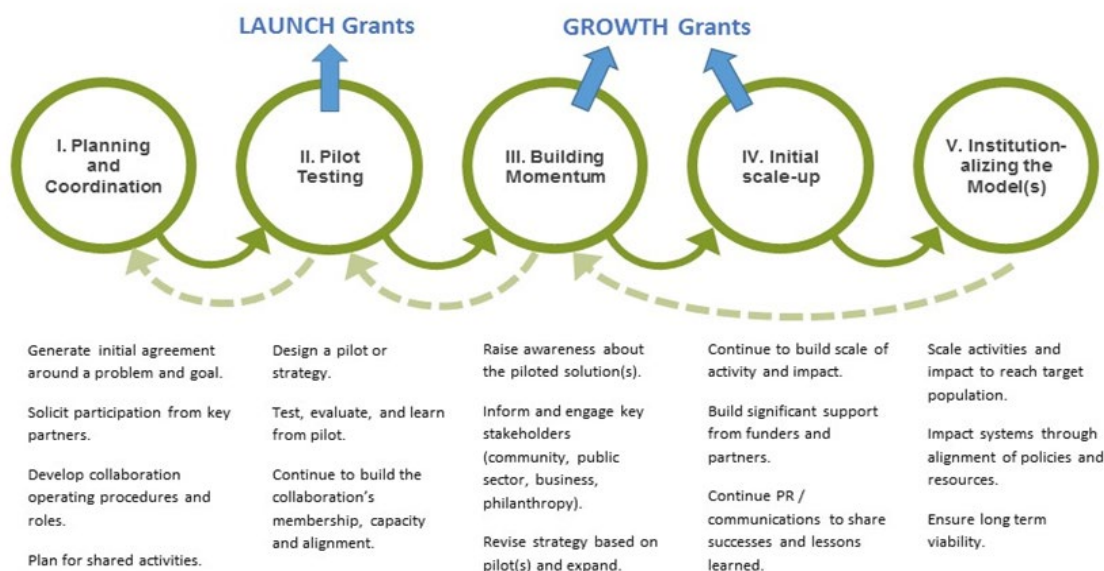 LAUNCH Grants
GROWTH Grants
I. Planning
and
Coordination
II. Pilot
Testing
III. Building
Momentum
IV. Initial
scale-up
V. Institution-
alizing the
Model(s)
Generate initial agreement
around a problem and goal.
Solicit participation from key
partners.
Develop collaboration
operating procedures and
roles.
Plan for shared activities.
Design a pilot or
strategy.
Test, evaluate, and learn
from pilot.
Continue to build the
collaboration's
membership, capacity
and alignment.
Raise awareness about
the piloted solution(s).
Inform and engage key
stakeholders
(community, public
sector, business,
philanthropy).
Revise strategy based on
pilot(s) and expand.
Continue to build scale of
activity and impact.
Build significant support
from funders and
partners.
Continue PR /
communications to share
successes and lessons
learned.
Scale activities and
impact to reach target
population.
Impact systems through
alignment of policies and
resources.
Ensure long term
viability.